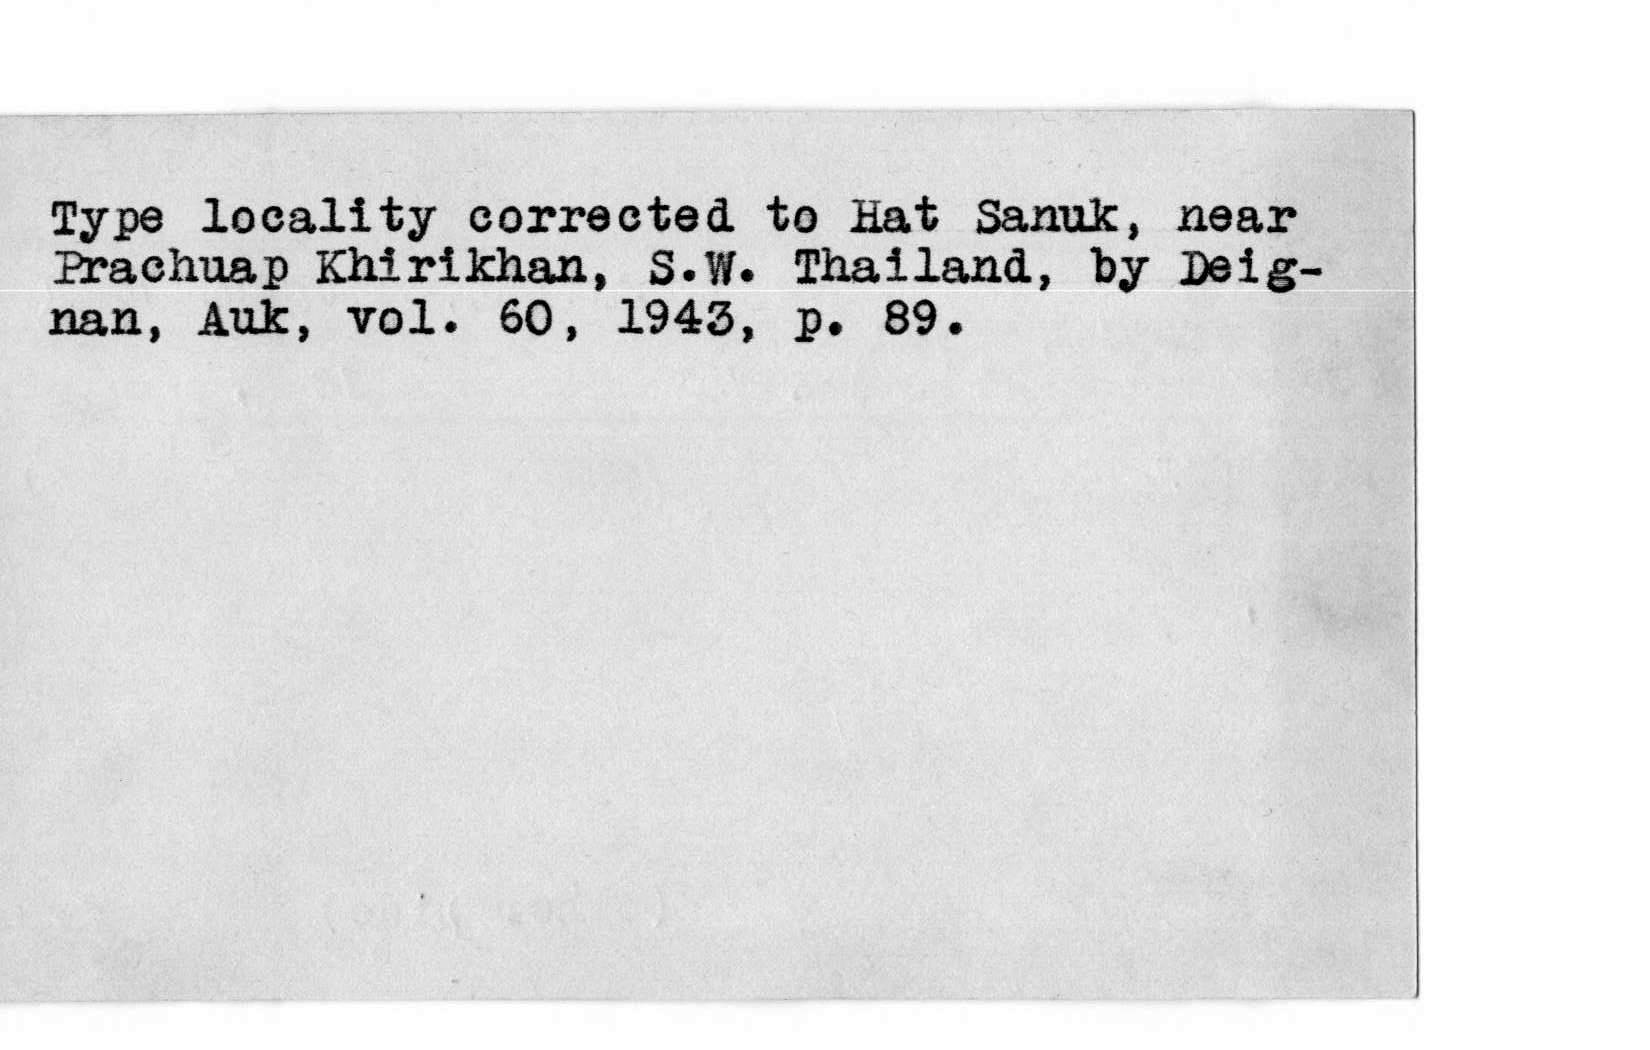 Type locality corrected to Hat Sanuk, near
Prachuap Khirikhan, S.W. Thailand, by Deig-
nan, Auk, vol. 60, 1943, p. 89.